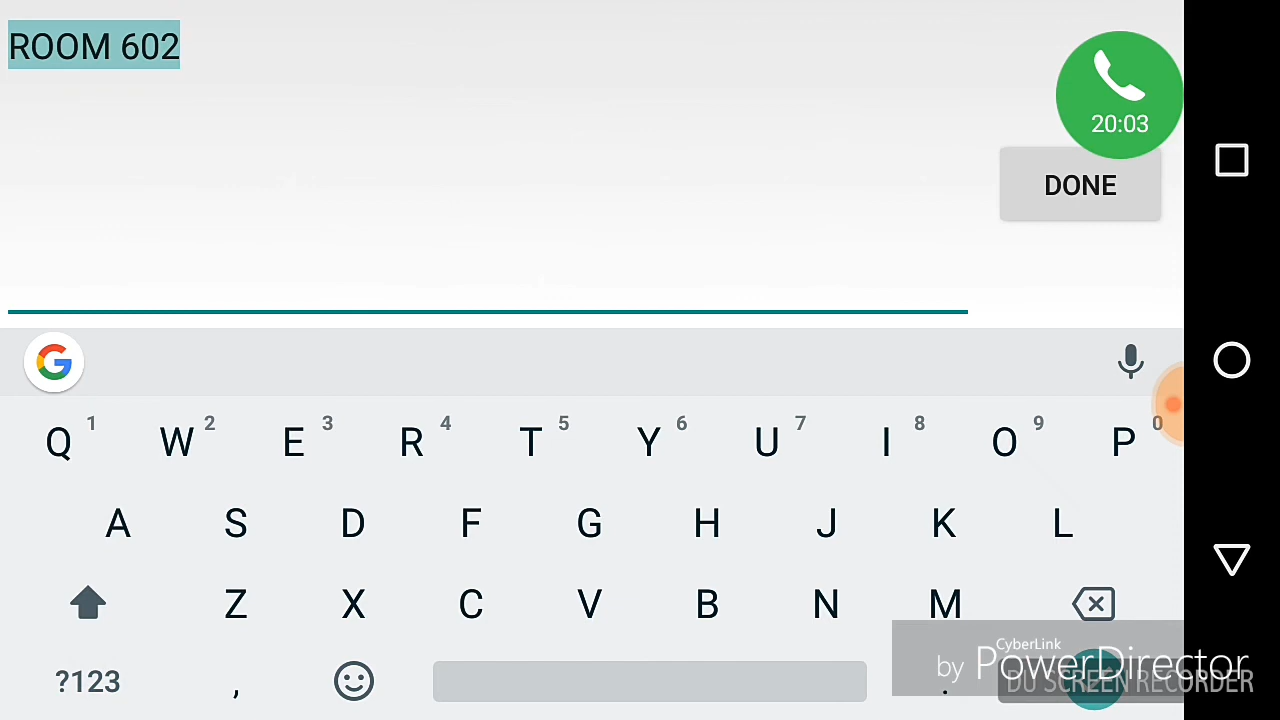 ROOM 602
20:03
DONE
Q 1 W 2 E 3 R 4 T 5 Y 6 U 7 I 8 O 9 P 0
A S D F G H J K L
Z X C V B N M
?123 , .
CyberLink
by PowerDirector
DU SCREEN RECORDER